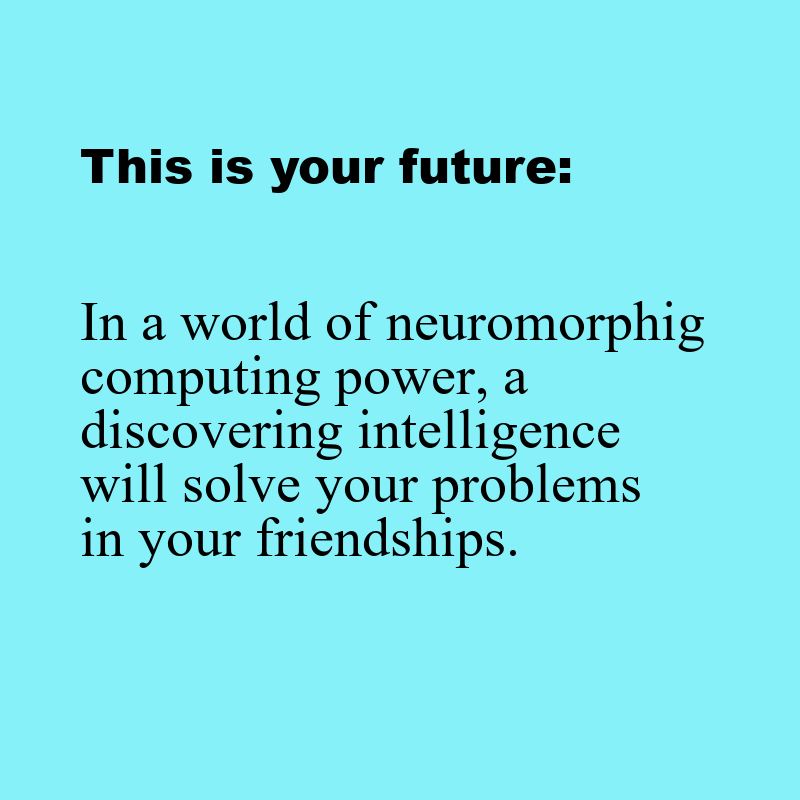 This is your future:
In a world of neuromorphig
computing power, a
discovering intelligence
will solve your problems
in your friendships.